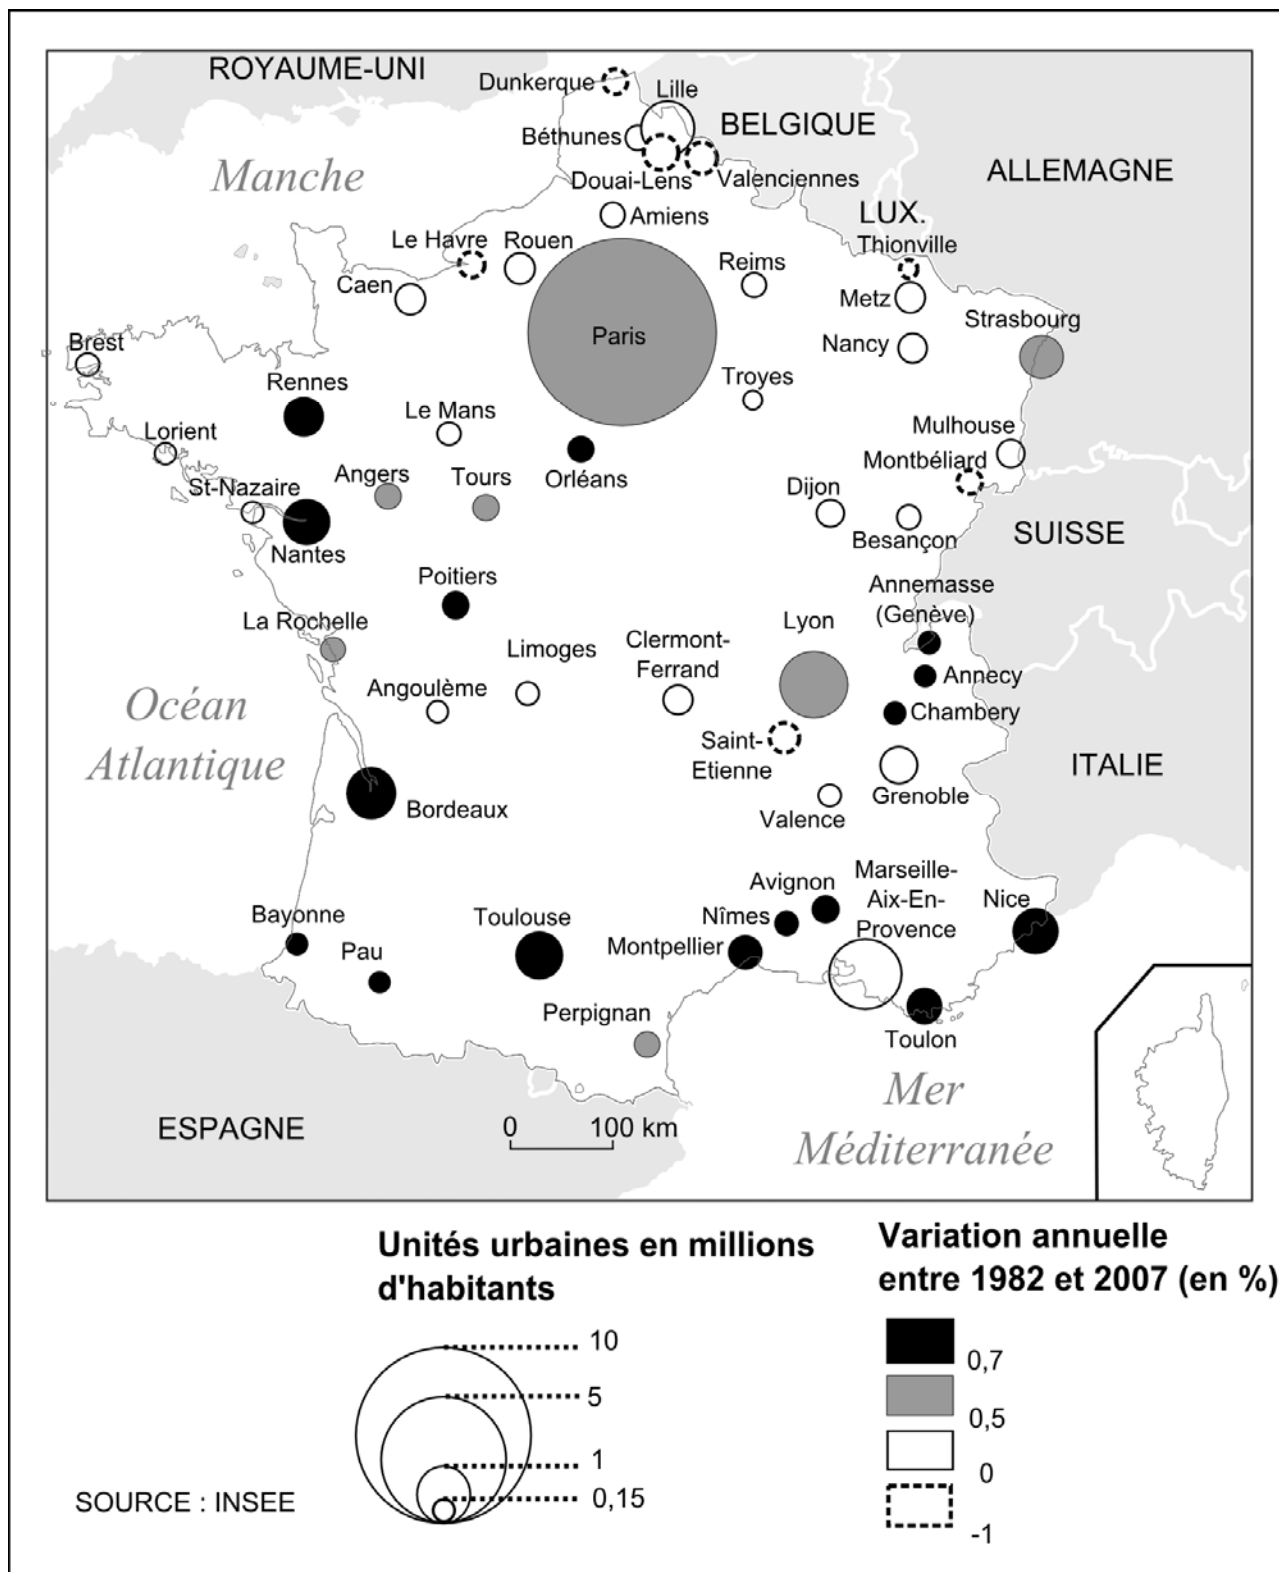 ROYAUME-UNI
Dunkerque
Lille
BELGIQUE
Béthunes
ALLEMAGNE
Manche
Douai-Lens
Valenciennes
LUX.
Amiens
Le Havre
Rouen
Thionville
Reims
Caen
Metz
Strasbourg
Paris
Nancy
Brest
Rennes
Troyes
Le Mans
Lorient
Mulhouse
Angers
Tours
Orléans
Montbéliard
St-Nazaire
Dijon
Nantes
Besançon
SUISSE
Poitiers
Annemasse
(Genève)
La Rochelle
Lyon
Limoges
Clermont-
Ferrand
Annecy
Angoulème
Océan
Atlantique
Chambery
Saint-
Etienne
ITALIE
Grenoble
Bordeaux
Valence
Marseille-
Aix-En-
Provence
Avignon
Nice
Bayonne
Toulouse
Nîmes
Pau
Montpellier
Perpignan
Toulon
Mer
Méditerranée
ESPAGNE
0 100 km
Unités urbaines en millions
d'habitants
10
5
1
0,15
SOURCE : INSEE
Variation annuelle
entre 1982 et 2007 (en %)
0,7
0,5
0
-1